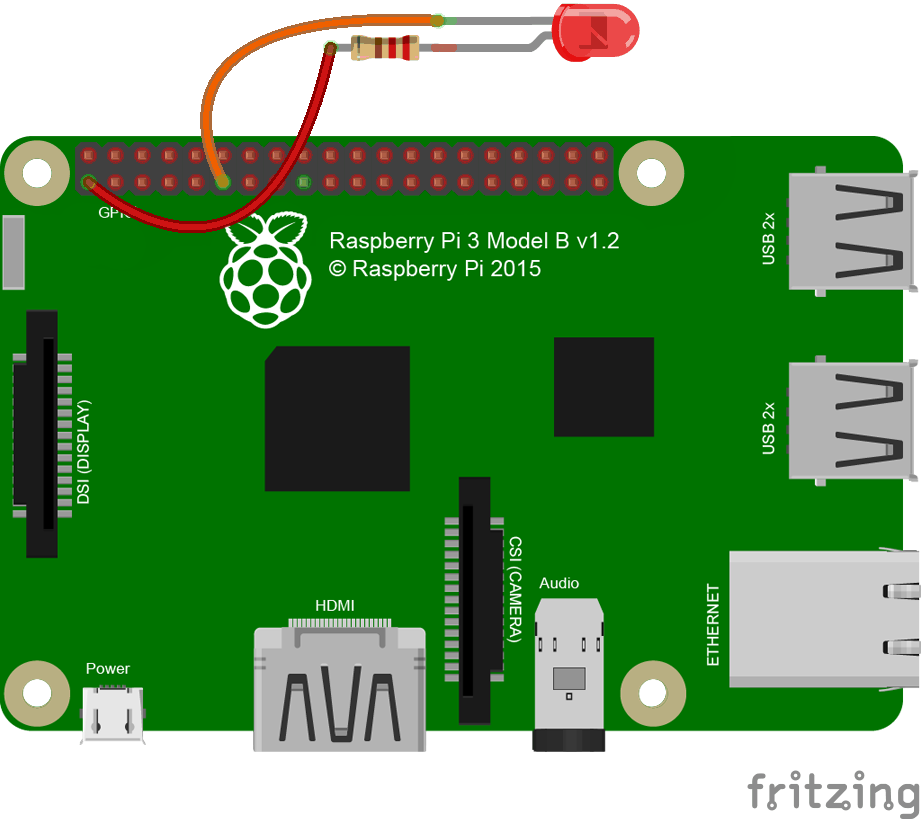 Raspberry Pi 3 Model B v1.2
© Raspberry Pi 2015
USB 2x
DSI (DISPLAY)
USB 2x
CSI (CAMERA)
Audio
ETHERNET
HDMI
Power
fritzing